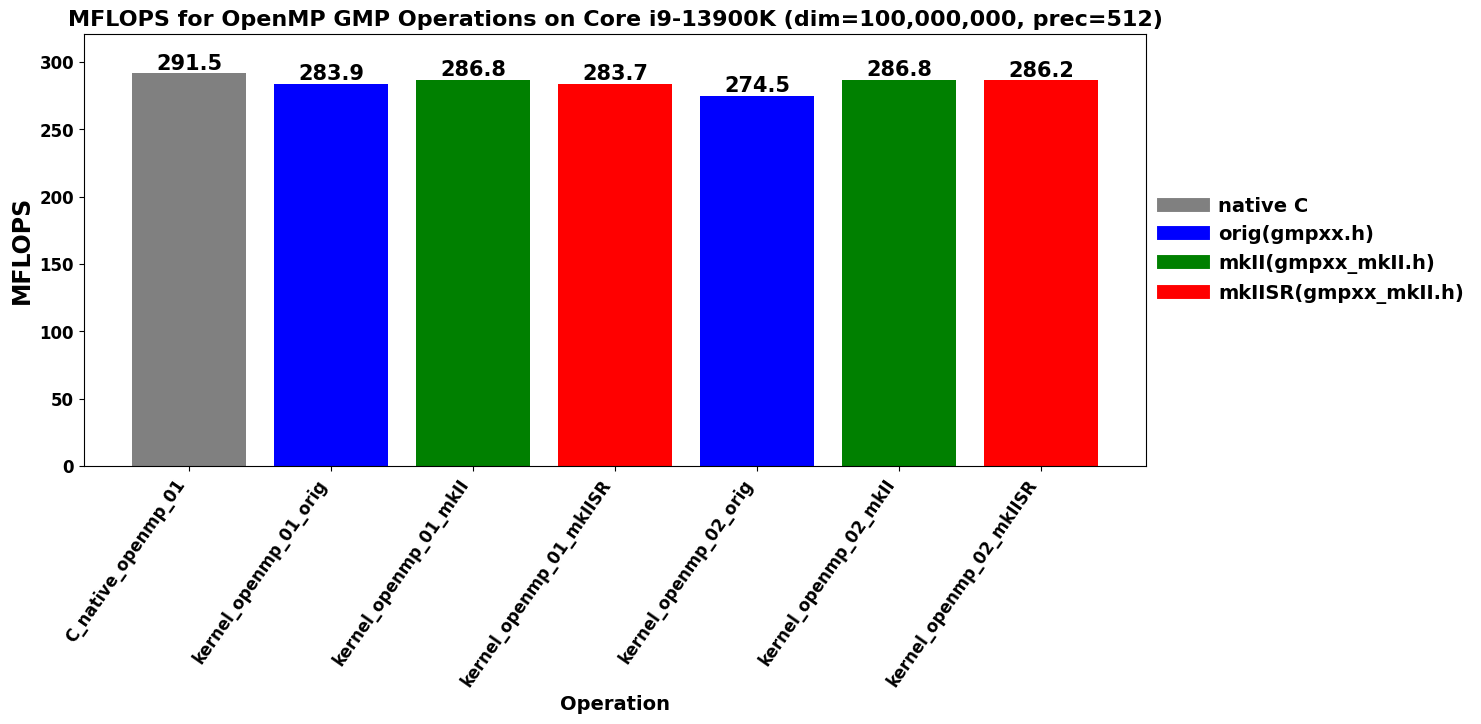 MFLOPS for OpenMP GMP Operations on Core i9-13900K (dim=100,000,000, prec=512)
MFLOPS
300
250
200
150
100
50
0
291.5
283.9
286.8
283.7
274.5
286.8
286.2
C_native_openmp_01
kernel_openmp_01_orig
kernel_openmp_01_mkII
kernel_openmp_01_mkIISR
kernel_openmp_02_orig
kernel_openmp_02_mkII
kernel_openmp_02_mkIISR
Operation
native C
orig(gmpxx.h)
mkII(gmpxx_mkII.h)
mkIISR(gmpxx_mkII.h)